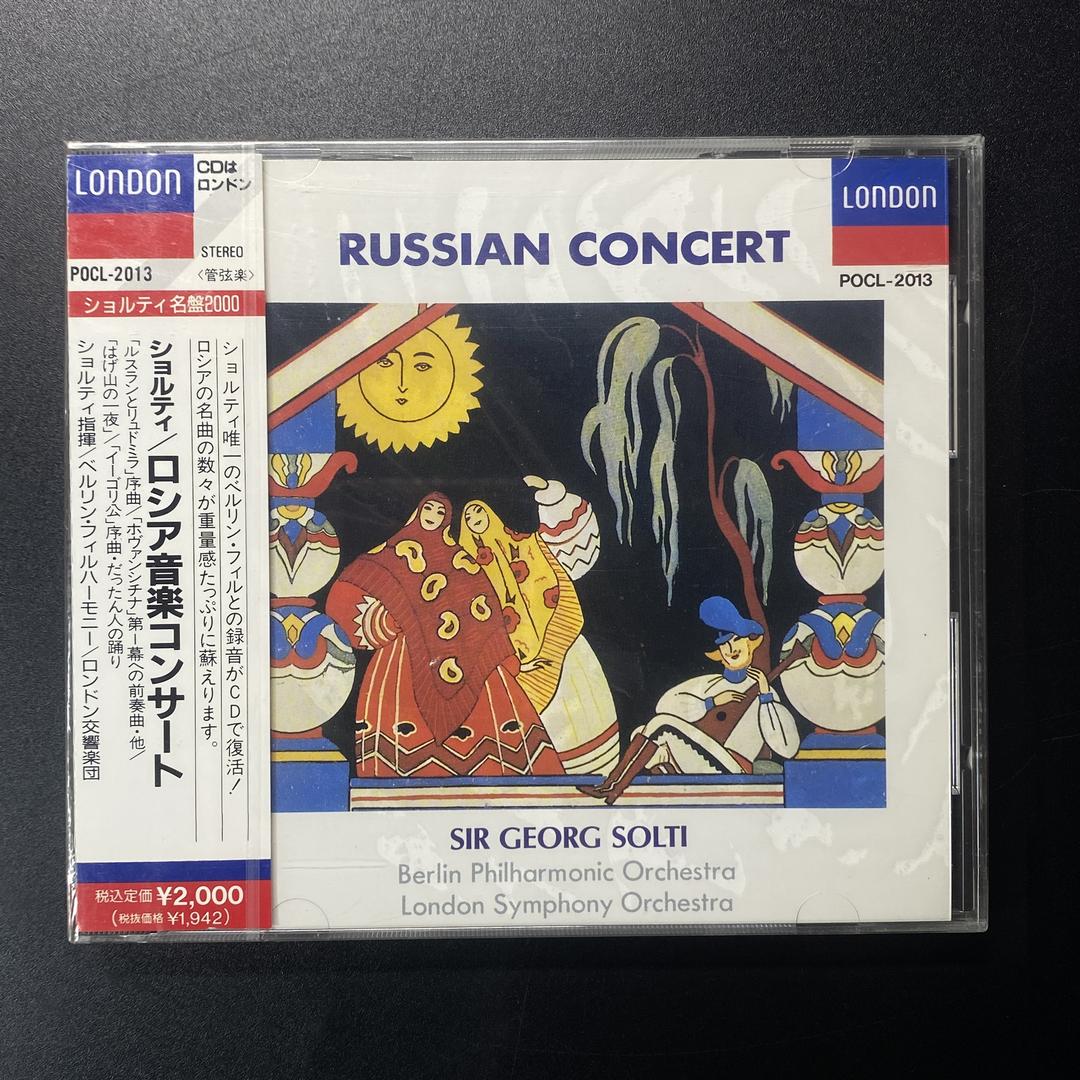 LONDON
CDは
ロンドン
STEREO
POCL-2013
〈管弦楽〉
ショルティ名盤2000
ショルティ唯一のベルリン・フィルとの録音がCDで復活!
ロシアの名曲の数々が重量感たっぷりに蘇えります。
ショルティ/ロシア音楽コンサート
「ルスランとリュドミラ」序曲/「ホヴァンシチナ」第一幕への前奏曲・他/
「はげ山の一夜」/「イーゴリ公」序曲・だったん人の踊り
ショルティ指揮/ベルリン・フィルハーモニー/ロンドン交響楽団
税込定価 ¥2,000
(税抜価格 ¥1,942)
LONDON
RUSSIAN CONCERT
POCL-2013
SIR GEORG SOLTI
Berlin Philharmonic Orchestra
London Symphony Orchestra